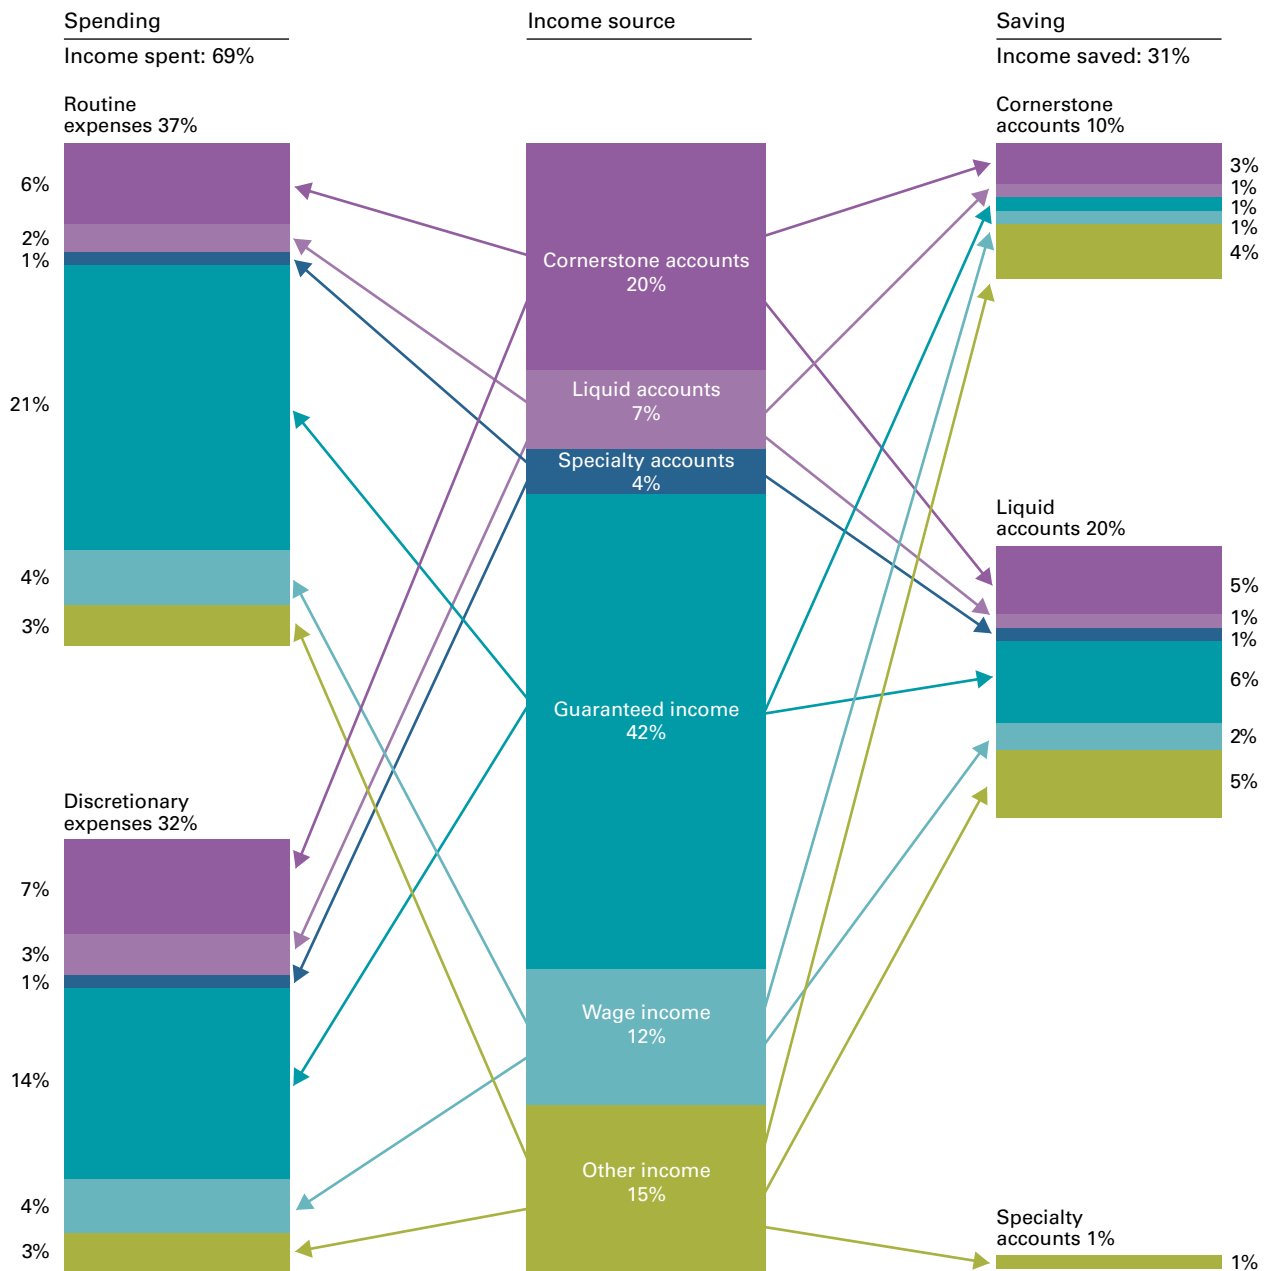 Spending
Income spent: 69%
Routine
expenses 37%
6%
2%
1%
21%
4%
3%
Discretionary
expenses 32%
7%
3%
1%
14%
4%
3%
Income source
Cornerstone accounts
20%
Liquid accounts
7%
Specialty accounts
4%
Guaranteed income
42%
Wage income
12%
Other income
15%
Saving
Income saved: 31%
Cornerstone
accounts 10%
3%
1%
1%
1%
4%
Liquid
accounts 20%
5%
1%
1%
6%
2%
5%
Specialty
accounts 1%
1%